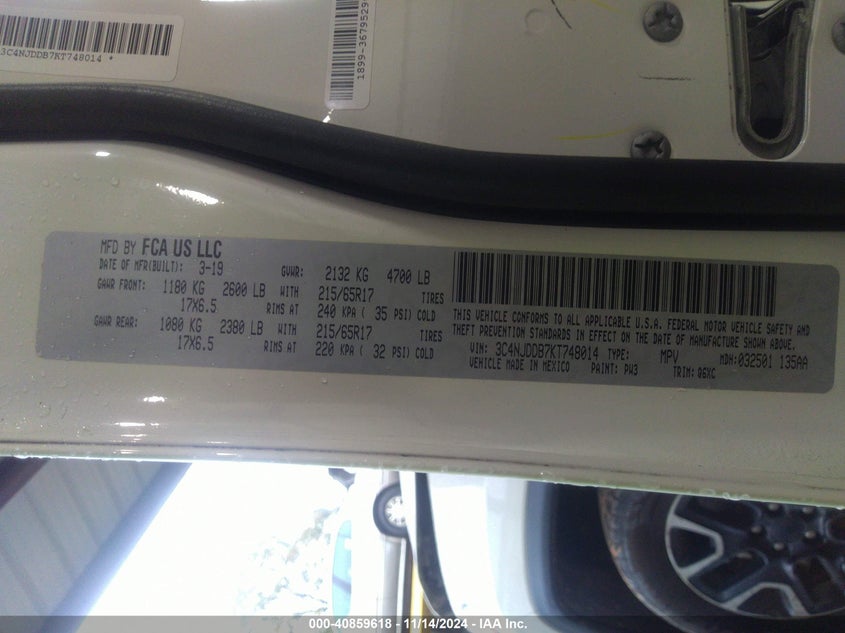 3C4NJDDB7KT748014 *
1899-36795529
MFD BY FCA US LLC
DATE OF MFR(BUILT): 3-19 GVWR: 2132 KG 4700 LB
GAWR FRONT: 1180 KG 2600 LB WITH 215/65R17 TIRES
17X6.5 RIMS AT 240 KPA ( 35 PSI) COLD
GAWR REAR: 1080 KG 2380 LB WITH 215/65R17 TIRES
17X6.5 RIMS AT 220 KPA ( 32 PSI) COLD
THIS VEHICLE CONFORMS TO ALL APPLICABLE U.S.A. FEDERAL MOTOR VEHICLE SAFETY AND
THEFT PREVENTION STANDARDS IN EFFECT ON THE DATE OF MANUFACTURE SHOWN ABOVE.
VIN: 3C4NJDDB7KT748014 TYPE: MPV MDH:032501 135AA
VEHICLE MADE IN MEXICO PAINT: PW3 TRIM: Q6XC
000-40859618 - 11/14/2024 - IAA Inc.